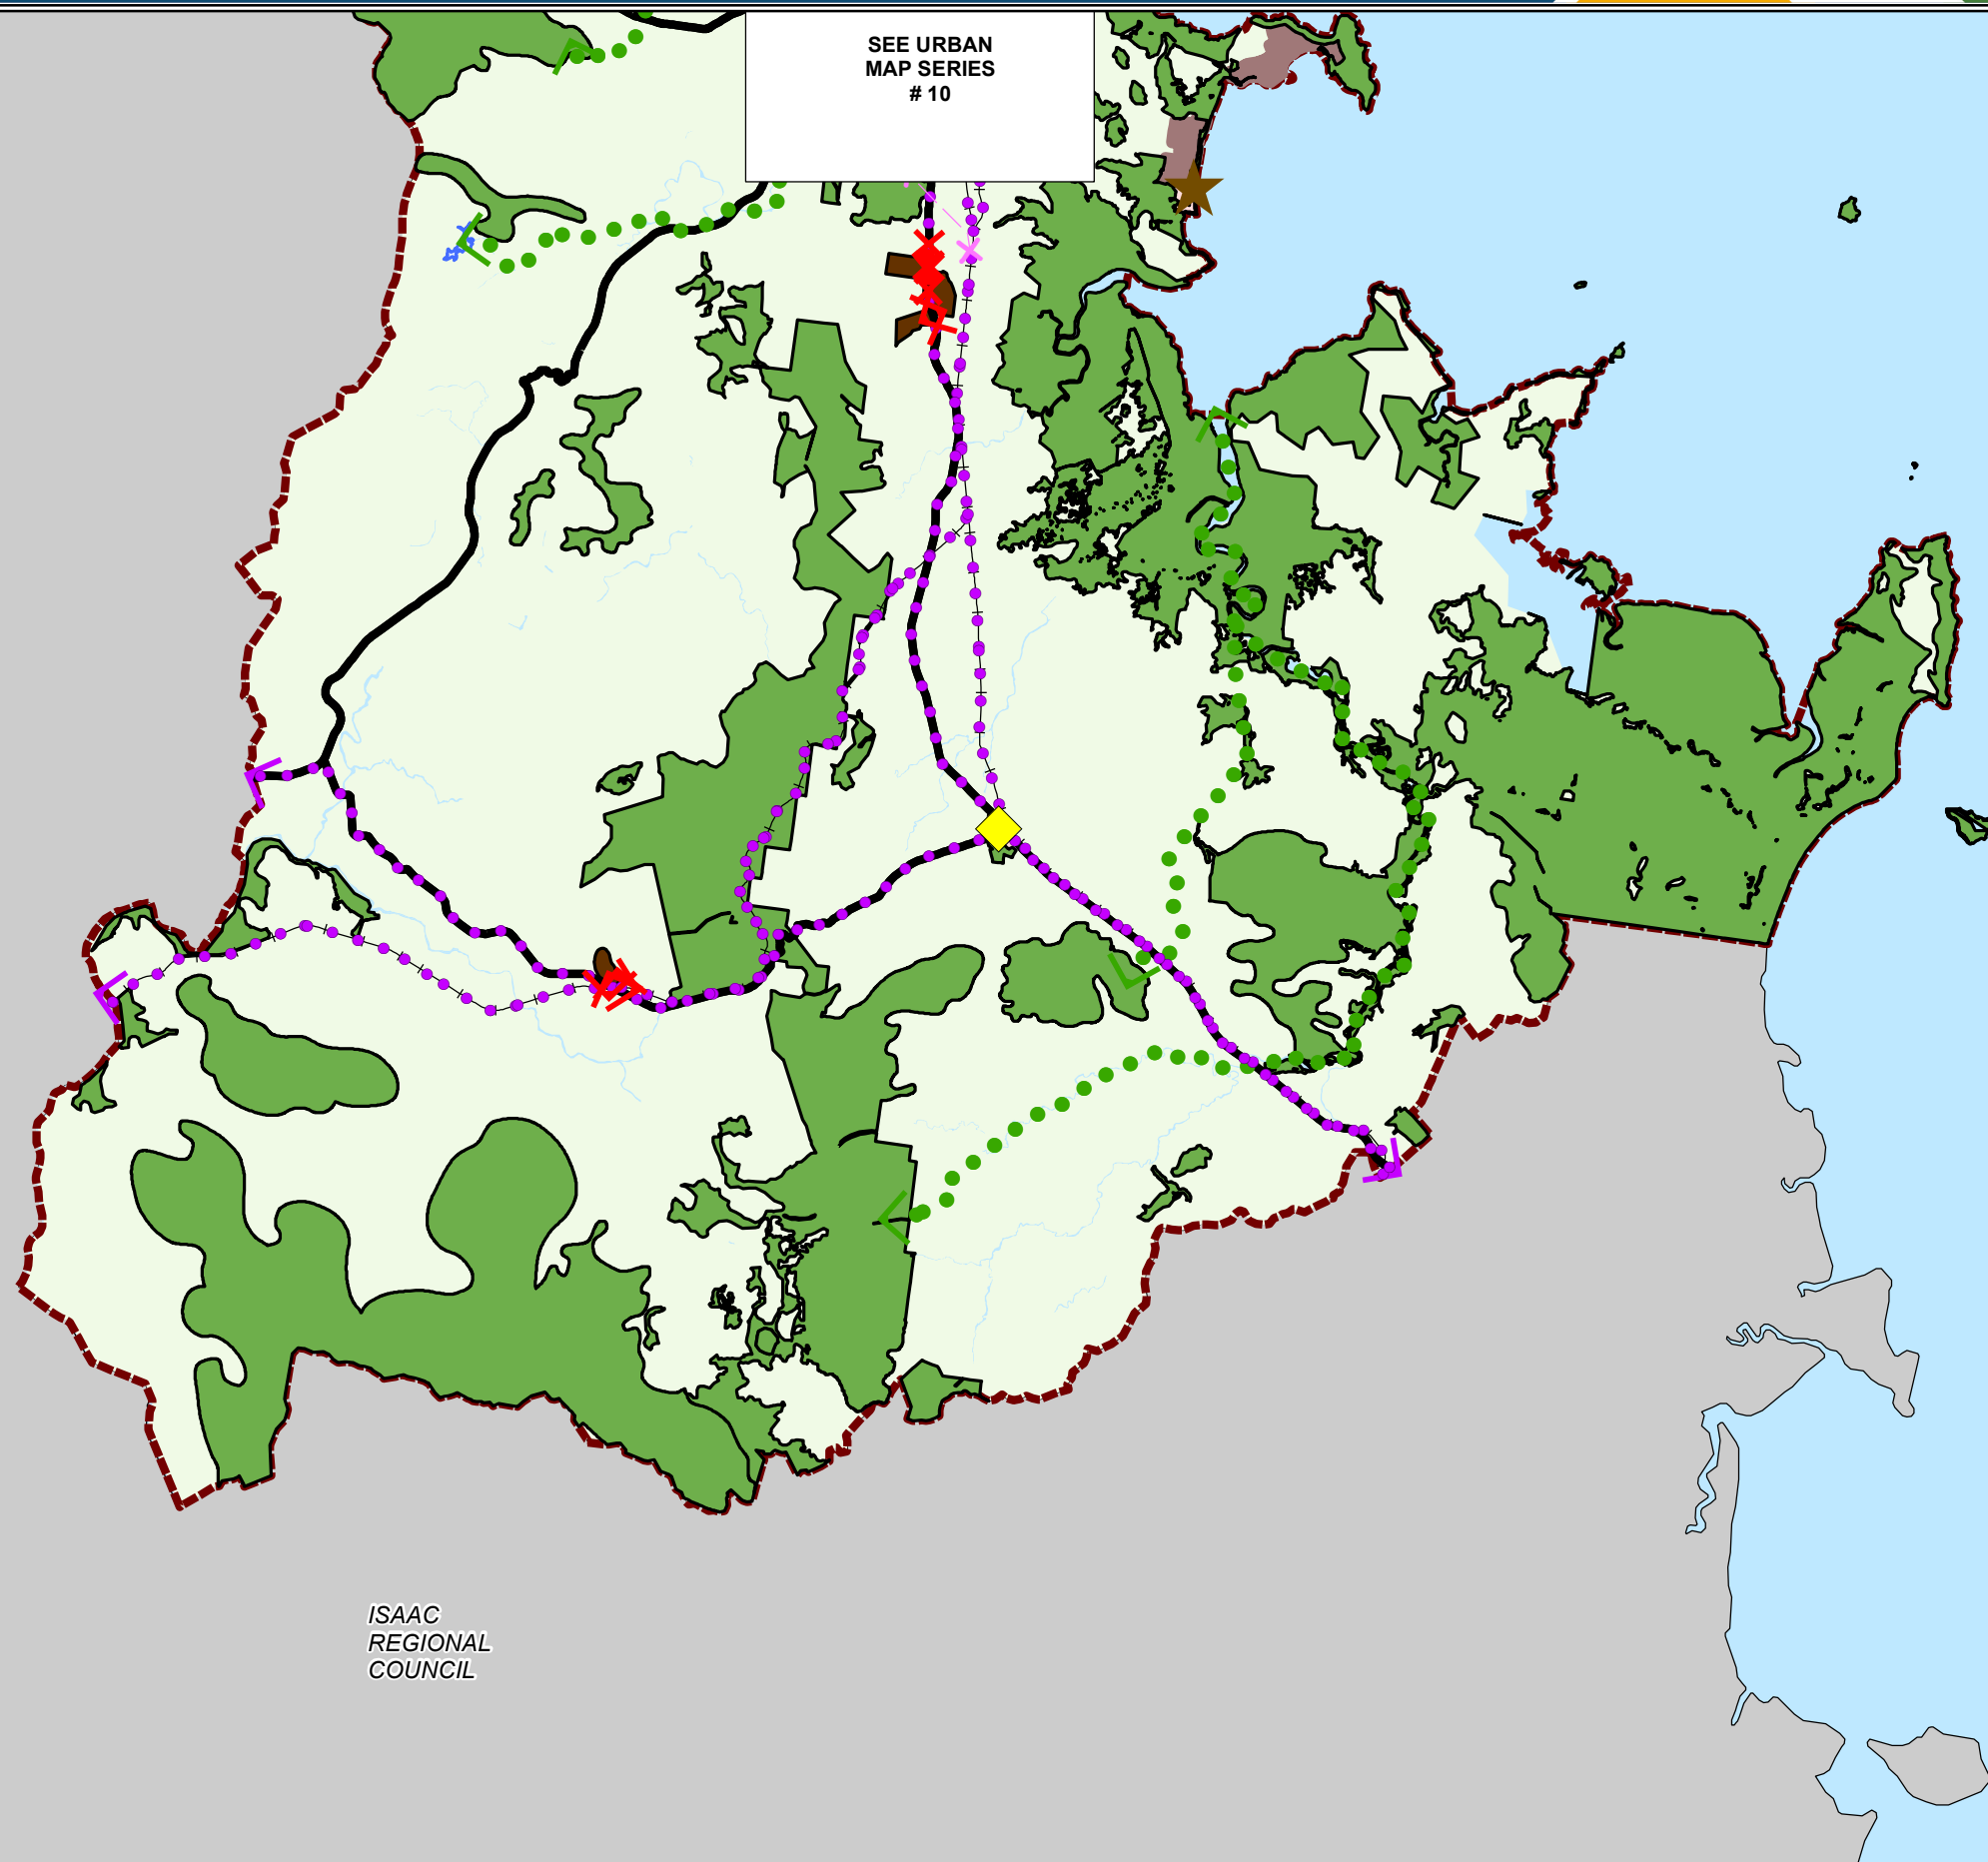 SEE URBAN
MAP SERIES
# 10
ISAAC
REGIONAL
COUNCIL